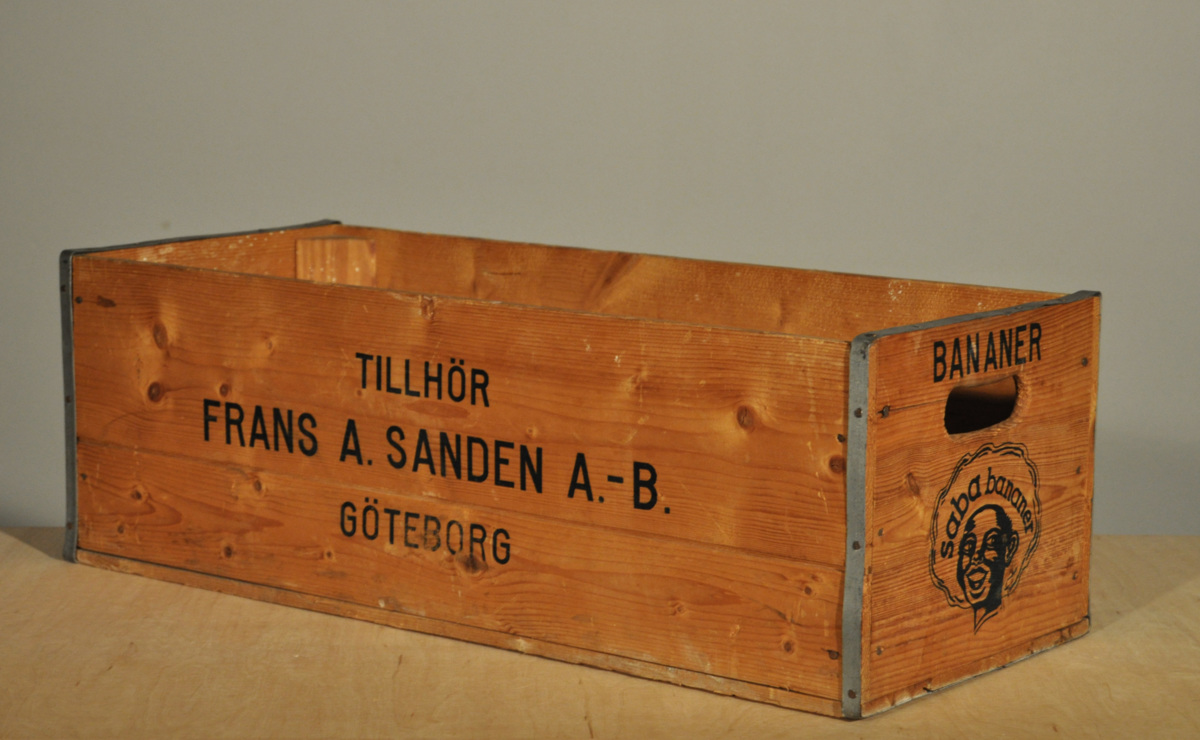 TILLHÖR
FRANS A. SANDEN A.-B.
GÖTEBORG
BANANER
saba bananer